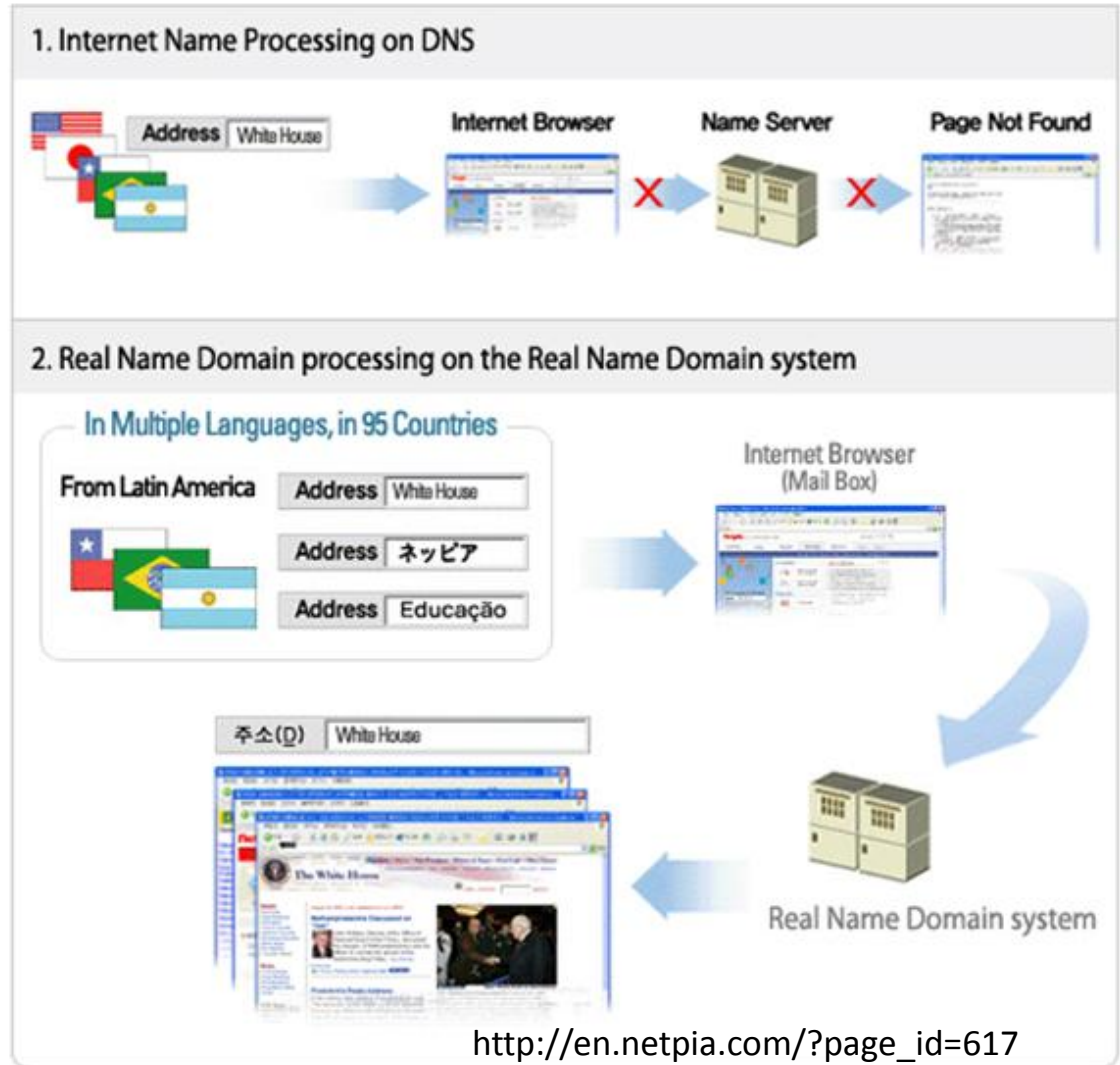 1. Internet Name Processing on DNS
Address White House
Internet Browser
Name Server
Page Not Found
2. Real Name Domain processing on the Real Name Domain system
In Multiple Languages, in 95 Countries
From Latin America
Address White House
Address ネッピア
Address Educação
Internet Browser
(Mail Box)
주소(D) White House
The White House
Real Name Domain system
http://en.netpia.com/?page_id=617